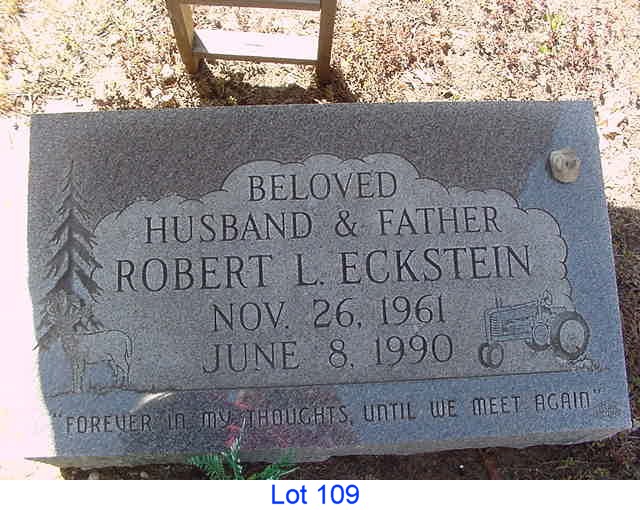 BELOVED
HUSBAND & FATHER
ROBERT L. ECKSTEIN
NOV. 26, 1961
JUNE 8, 1990
"FOREVER in my THOUGHTS, UNTIL WE MEET AGAIN"
Lot 109